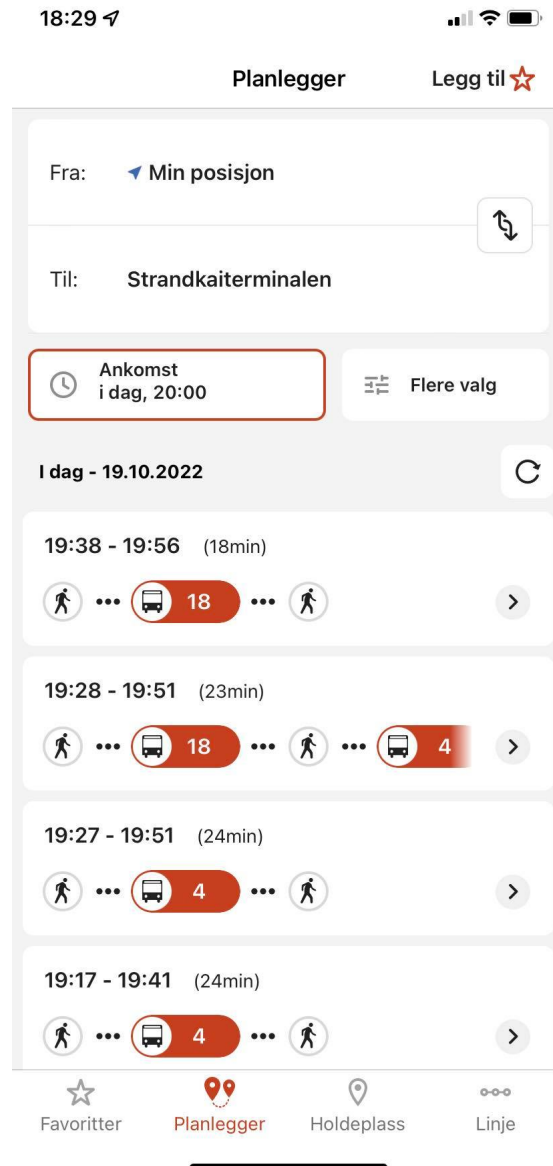 18:29
Planlegger
Legg til
Fra: Min posisjon
Til: Strandkaiterminalen
Ankomst
i dag, 20:00
Flere valg
I dag - 19.10.2022
19:38 - 19:56 (18min)
18
19:28 - 19:51 (23min)
18 4
19:27 - 19:51 (24min)
4
19:17 - 19:41 (24min)
4
Favoritter Planlegger Holdeplass Linje